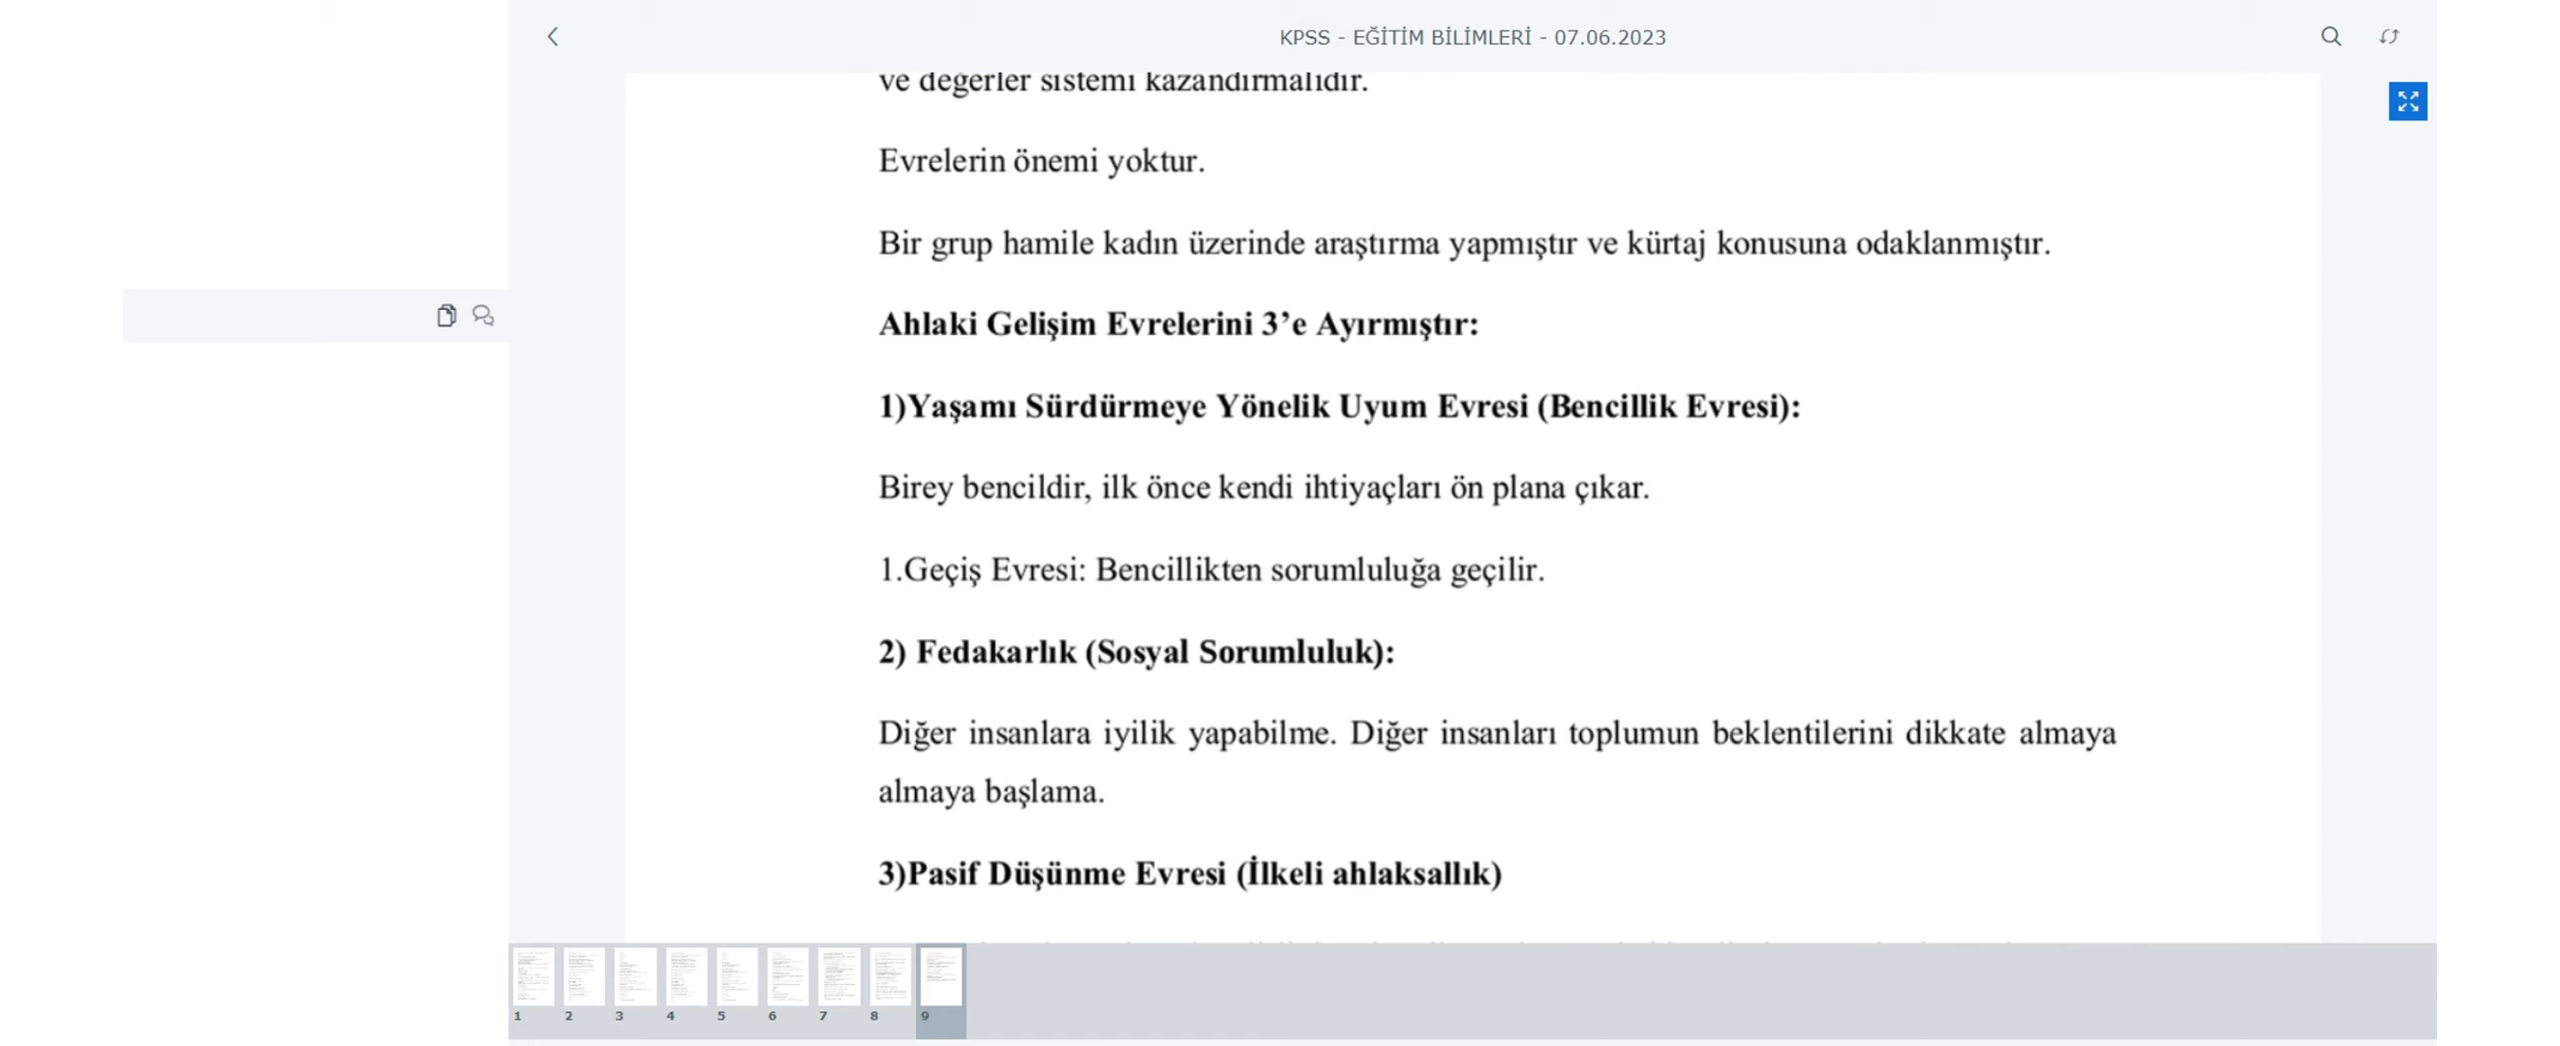 KPSS - EĞİTİM BİLİMLERİ - 07.06.2023
ve değerler sistemi kazandırmalıdır.
Evrelerin önemi yoktur.
Bir grup hamile kadın üzerinde araştırma yapmıştır ve kürtaj konusuna odaklanmıştır.
Ahlaki Gelişim Evrelerini 3’e Ayırmıştır:
1)Yaşamı Sürdürmeye Yönelik Uyum Evresi (Bencillik Evresi):
Birey bencildir, ilk önce kendi ihtiyaçları ön plana çıkar.
1.Geçiş Evresi: Bencillikten sorumluluğa geçilir.
2) Fedakarlık (Sosyal Sorumluluk):
Diğer insanlara iyilik yapabilme. Diğer insanları toplumun beklentilerini dikkate almaya
almaya başlama.
3)Pasif Düşünme Evresi (İlkeli ahlaksallık)
1 2 3 4 5 6 7 8 9